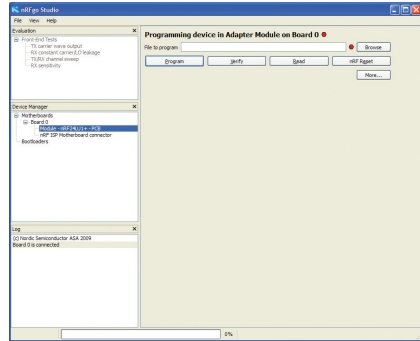 nRFgo Studio
File View Help
Evaluation
Front-End Tests
TX carrier wave output
RX constant carrier/LO leakage
TX/RX channel sweep
RX sensitivity
Device Manager
Motherboards
Board 0
Module - nRF24LU1+ - PCB
nRF ISP Motherboard connector
Bootloaders
Log
(c) Nordic Semiconductor ASA 2009
Board 0 is connected
Programming device in Adapter Module on Board 0
File to program
Browse
Program Verify Read nRF Reset
More...
0%